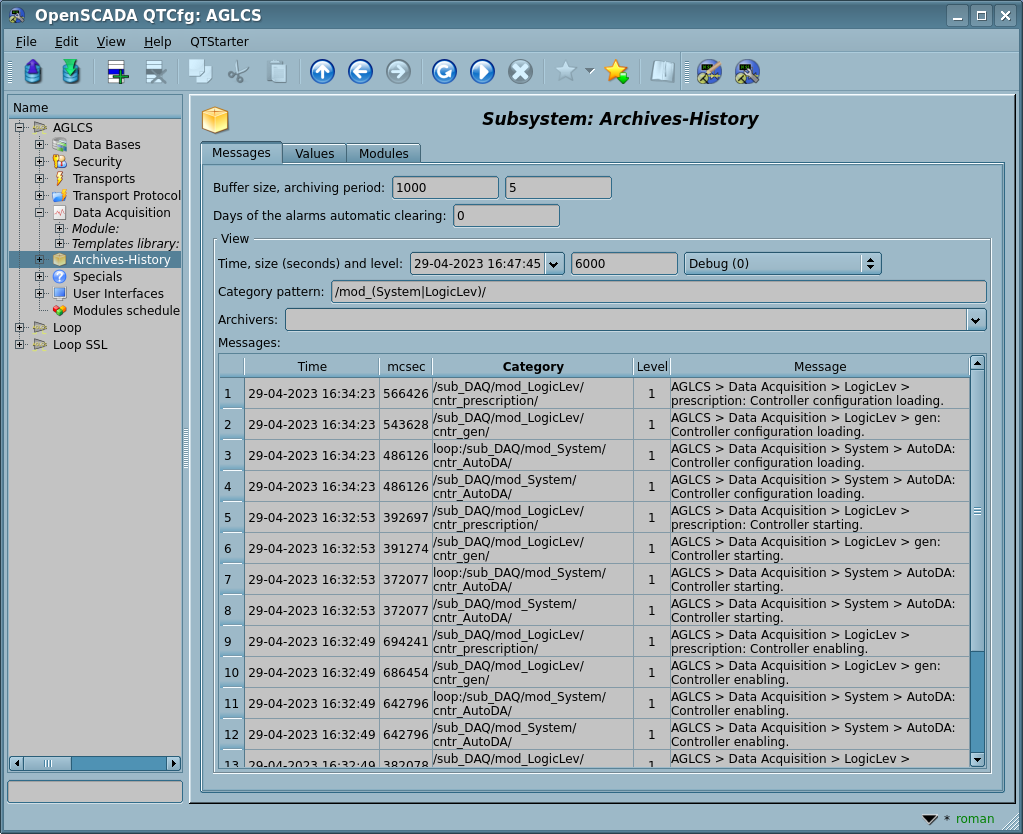 OpenSCADA QTCfg: AGLCS
File Edit View Help QTStarter
Name
AGLCS
Data Bases
Security
Transports
Transport Protocol
Data Acquisition
Module:
Templates library:
Archives-History
Specials
User Interfaces
Modules schedule
Loop
Loop SSL
Subsystem: Archives-History
Messages Values Modules
Buffer size, archiving period: 1000 5
Days of the alarms automatic clearing: 0
View
Time, size (seconds) and level: 29-04-2023 16:47:45 6000 Debug (0)
Category pattern: /mod_(System|LogicLev)/
Archivers:
Messages:
Time mcsec Category Level Message
1 29-04-2023 16:34:23 566426 /sub_DAQ/mod_LogicLev/ 1 AGLCS > Data Acquisition > LogicLev >
cntr_prescription/ prescription: Controller configuration loading.
2 29-04-2023 16:34:23 543628 /sub_DAQ/mod_LogicLev/ 1 AGLCS > Data Acquisition > LogicLev > gen:
cntr_gen/ Controller configuration loading.
3 29-04-2023 16:34:23 486126 loop:/sub_DAQ/mod_System/ 1 AGLCS > Data Acquisition > System > AutoDA:
cntr_AutoDA/ Controller configuration loading.
4 29-04-2023 16:34:23 486126 /sub_DAQ/mod_System/ 1 AGLCS > Data Acquisition > System > AutoDA:
cntr_AutoDA/ Controller configuration loading.
5 29-04-2023 16:32:53 392697 /sub_DAQ/mod_LogicLev/ 1 AGLCS > Data Acquisition > LogicLev >
cntr_prescription/ prescription: Controller starting.
6 29-04-2023 16:32:53 391274 /sub_DAQ/mod_LogicLev/ 1 AGLCS > Data Acquisition > LogicLev > gen:
cntr_gen/ Controller starting.
7 29-04-2023 16:32:53 372077 loop:/sub_DAQ/mod_System/ 1 AGLCS > Data Acquisition > System > AutoDA:
cntr_AutoDA/ Controller starting.
8 29-04-2023 16:32:53 372077 /sub_DAQ/mod_System/ 1 AGLCS > Data Acquisition > System > AutoDA:
cntr_AutoDA/ Controller starting.
9 29-04-2023 16:32:49 694241 /sub_DAQ/mod_LogicLev/ 1 AGLCS > Data Acquisition > LogicLev >
cntr_prescription/ prescription: Controller enabling.
10 29-04-2023 16:32:49 686454 /sub_DAQ/mod_LogicLev/ 1 AGLCS > Data Acquisition > LogicLev > gen:
cntr_gen/ Controller enabling.
11 29-04-2023 16:32:49 642796 loop:/sub_DAQ/mod_System/ 1 AGLCS > Data Acquisition > System > AutoDA:
cntr_AutoDA/ Controller enabling.
12 29-04-2023 16:32:49 642796 /sub_DAQ/mod_System/ 1 AGLCS > Data Acquisition > System > AutoDA:
cntr_AutoDA/ Controller enabling.
13 29-04-2023 16:32:49 382078 /sub_DAQ/mod_LogicLev/ 1 AGLCS > Data Acquisition > LogicLev >
* roman